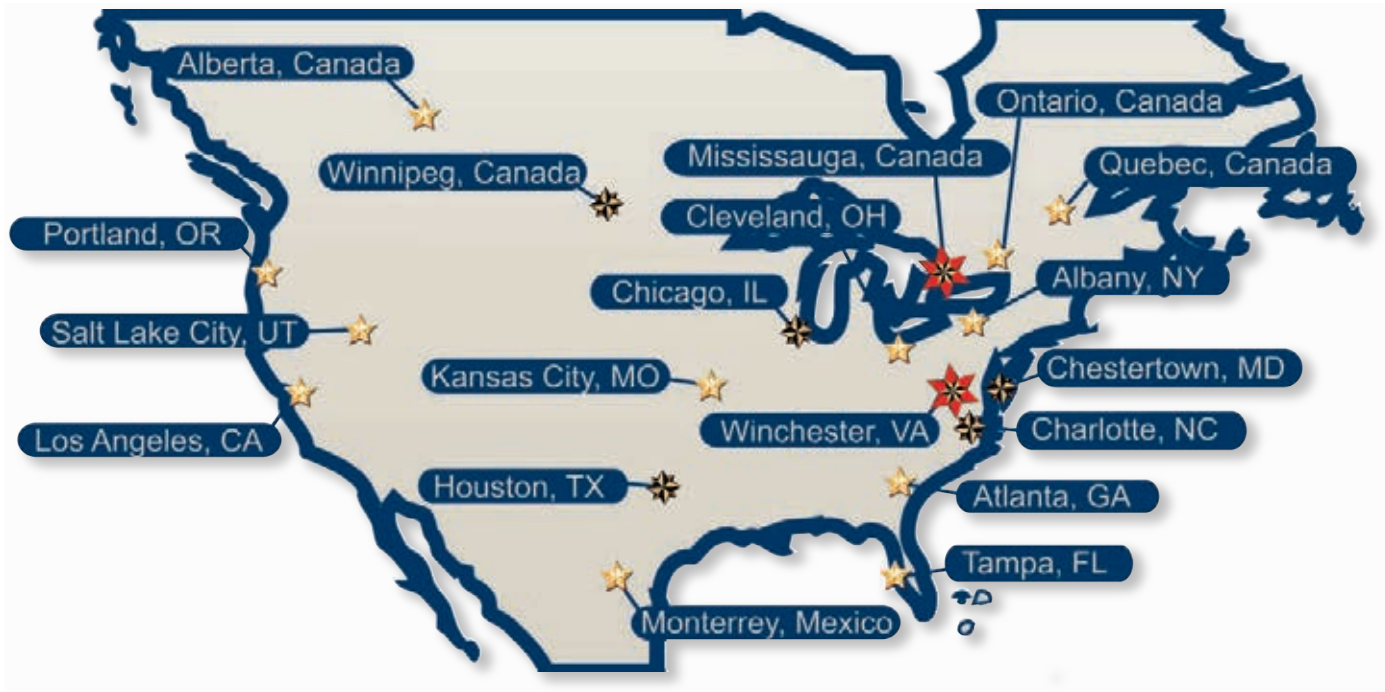 Alberta, Canada
Ontario, Canada
Mississauga, Canada
Quebec, Canada
Winnipeg, Canada
Cleveland, OH
Portland, OR
Albany, NY
Chicago, IL
Salt Lake City, UT
Chestertown, MD
Kansas City, MO
Winchester, VA
Charlotte, NC
Los Angeles, CA
Houston, TX
Atlanta, GA
Tampa, FL
Monterrey, Mexico